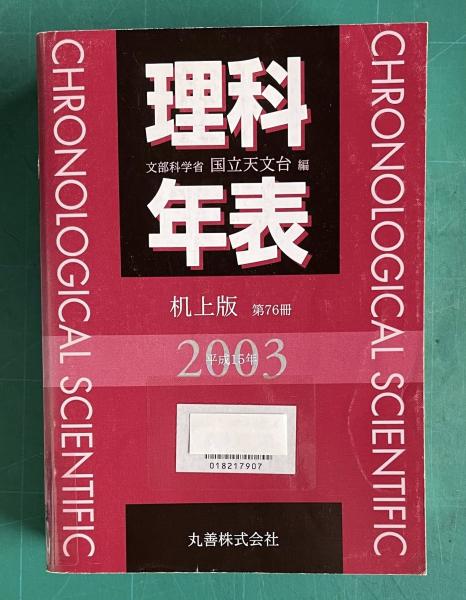 CHRONOLOGICAL SCIENTIFIC
理科
文部科学省 国立天文台 編
年表
机上版 第76冊
2003
平成15年
018217907
丸善株式会社
CHRONOLOGICAL SCIENTIFIC